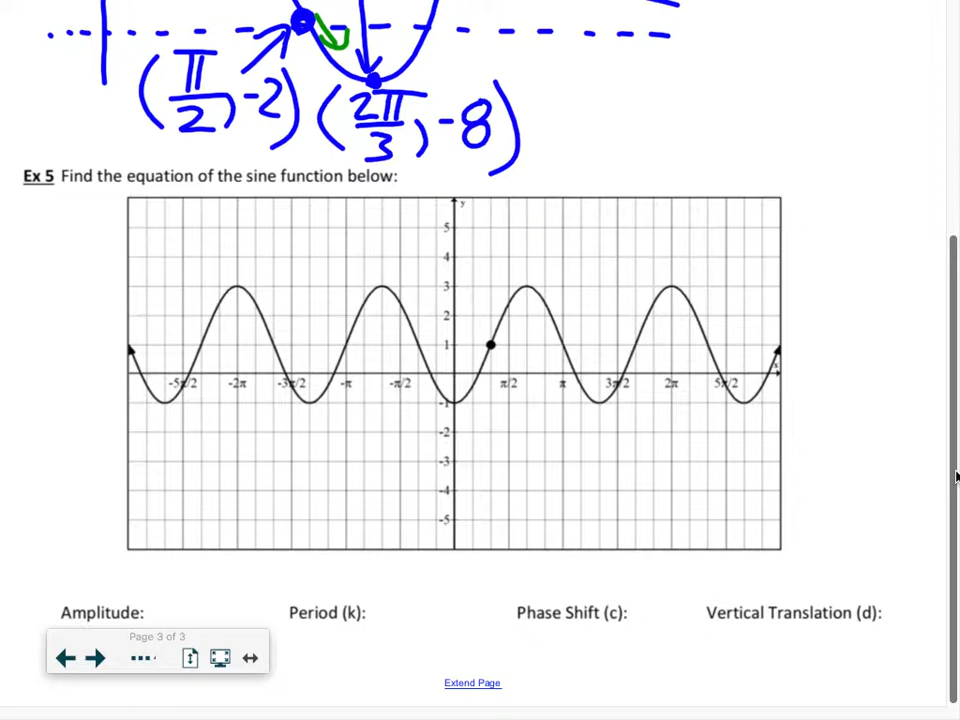 (π/2, -2) (2π/3, -8)
Ex 5 Find the equation of the sine function below:
y
5
4
3
2
1
-5π/2 -2π -3π/2 -π -π/2 π/2 π 3π/2 2π 5π/2 x
-1
-2
-3
-4
-5
Amplitude: Period (k): Phase Shift (c): Vertical Translation (d):
Page 3 of 3
Extend Page